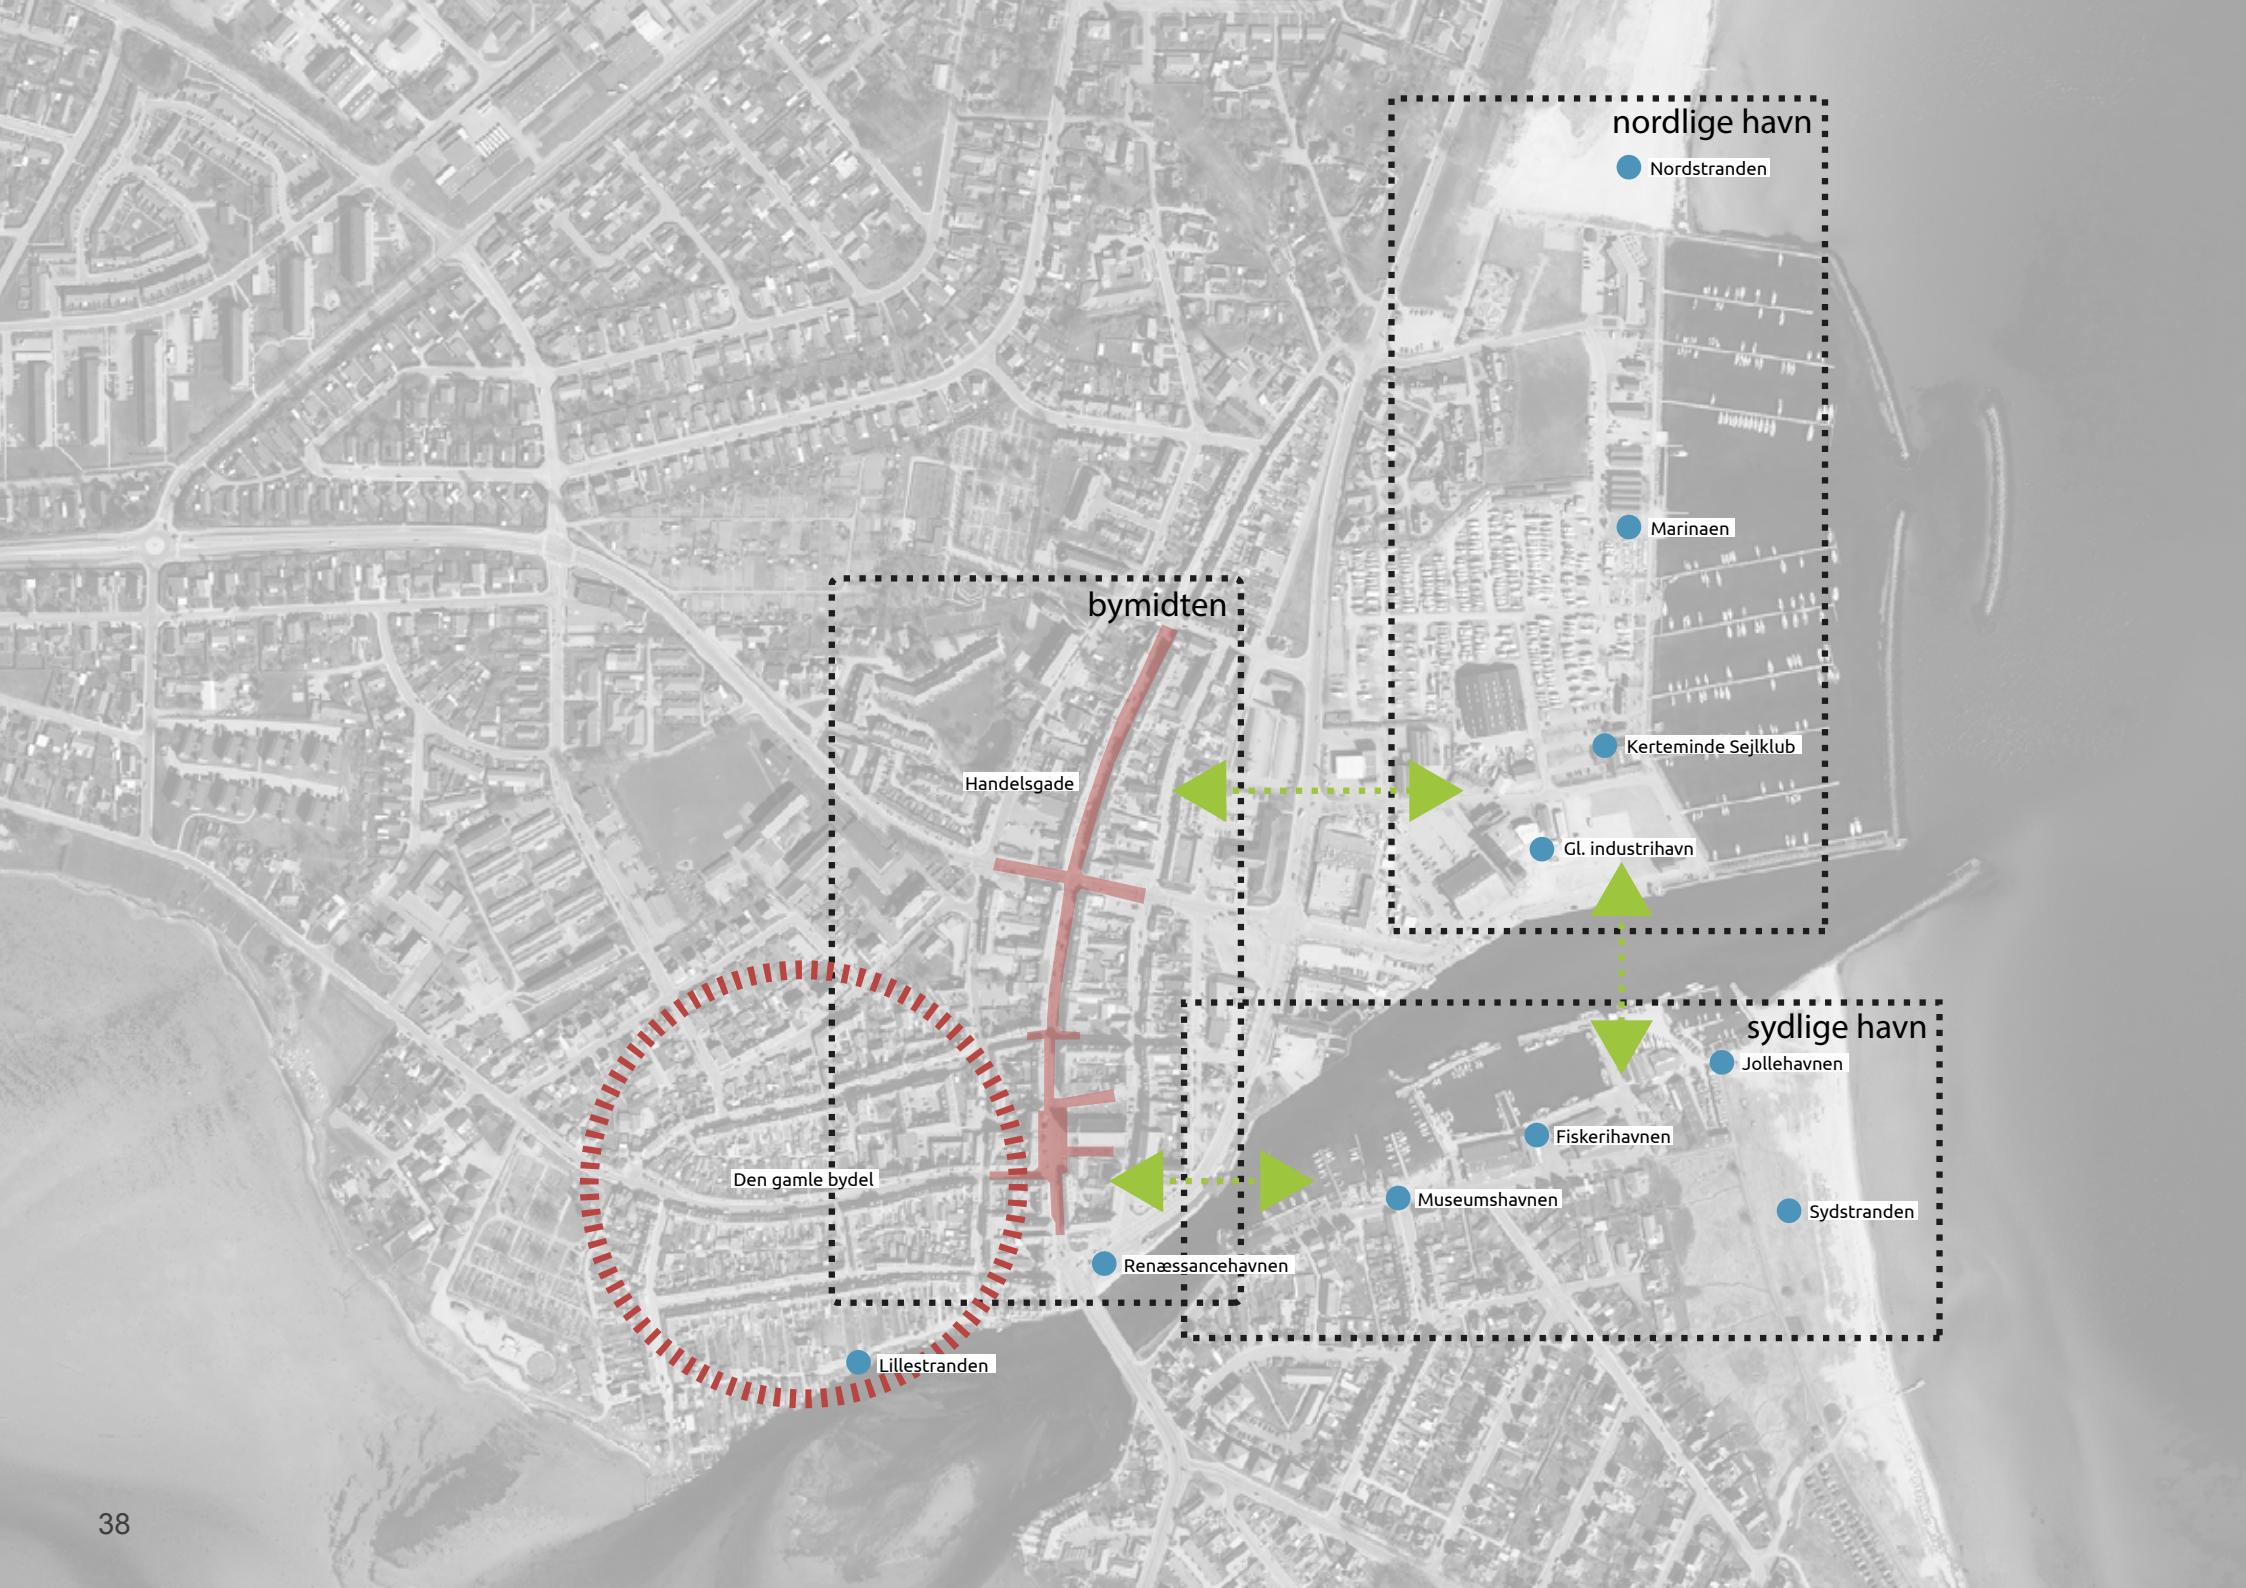 nordlige havn
Nordstranden
Marinaen
bymidten
Kerteminde Sejlklub
Handelsgade
Gl. industrihavn
sydlige havn
Jollehavnen
Fiskerihavnen
Den gamle bydel
Museumshavnen
Sydstranden
Renæssancehavnen
Lillestranden
38